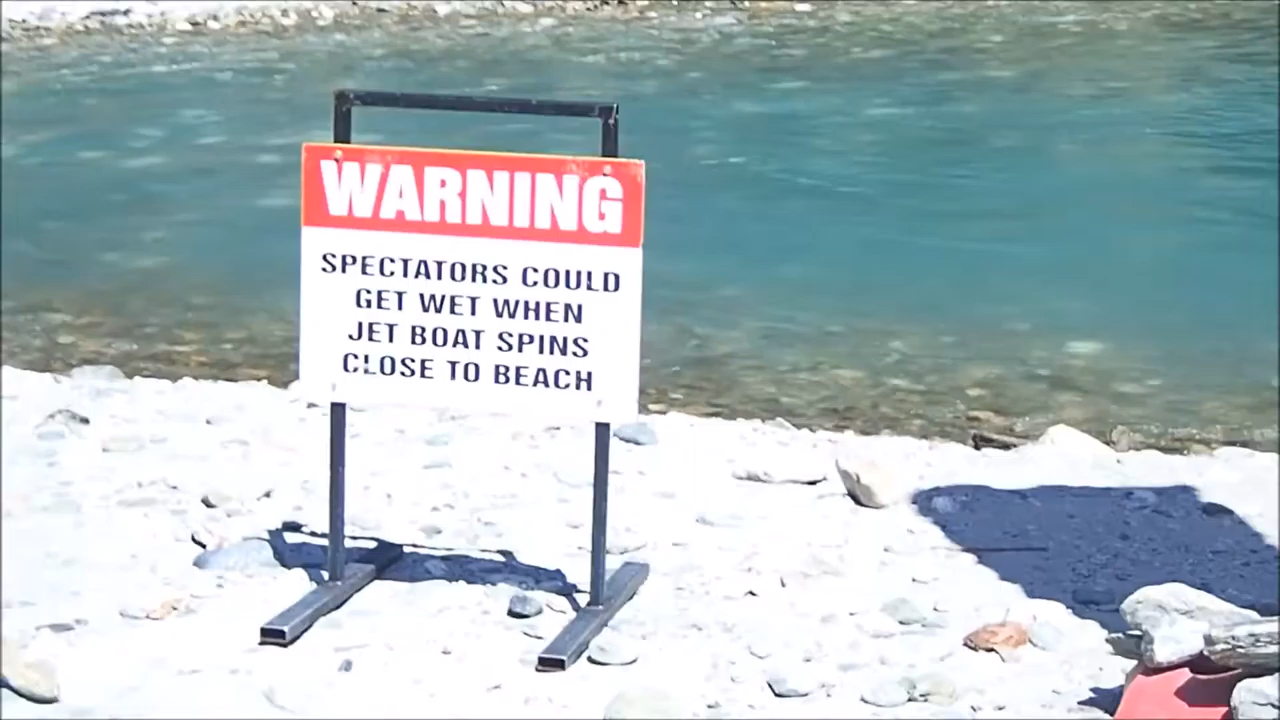 WARNING
SPECTATORS COULD
GET WET WHEN
JET BOAT SPINS
CLOSE TO BEACH